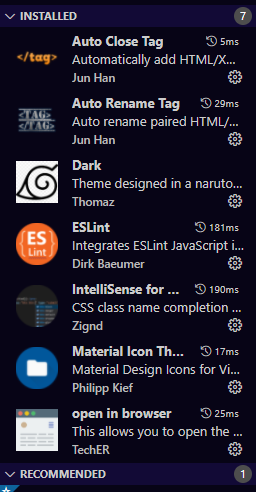 INSTALLED 7
</tag> Auto Close Tag 5ms
Automatically add HTML/X...
Jun Han
<TAG>
</TAG> Auto Rename Tag 29ms
Auto rename paired HTML/...
Jun Han
Dark
Theme designed in a naruto...
Thomaz
ES
Lint ESLint 181ms
Integrates ESLint JavaScript i...
Dirk Baeumer
IntelliSense for ... 190ms
CSS class name completion ...
Zignd
Material Icon Th... 17ms
Material Design Icons for Vi...
Philipp Kief
open in browser 25ms
This allows you to open the ...
TechER
RECOMMENDED 1